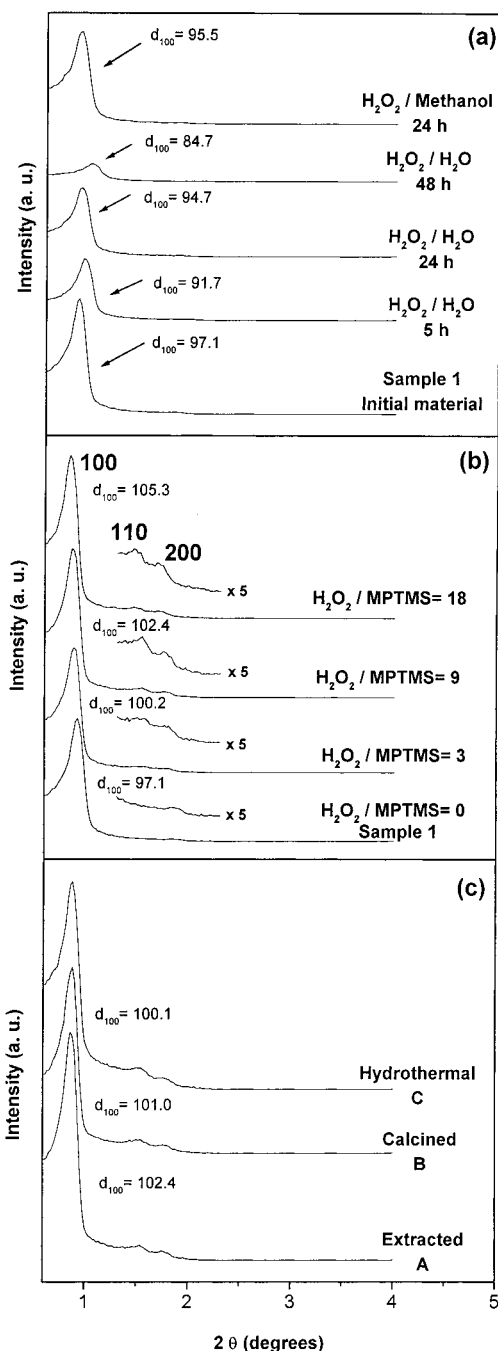 (a)
d100= 95.5
H2O2 / Methanol
24 h
d100= 84.7
H2O2 / H2O
48 h
d100= 94.7
H2O2 / H2O
24 h
d100= 91.7
H2O2 / H2O
5 h
d100= 97.1
Sample 1
Initial material
Intensity (a. u.)
(b)
100
d100= 105.3
110
200
x 5
H2O2 / MPTMS= 18
d100= 102.4
x 5
H2O2 / MPTMS= 9
d100= 100.2
x 5
H2O2 / MPTMS= 3
d100= 97.1
x 5
H2O2 / MPTMS= 0
Sample 1
Intensity (a. u.)
(c)
d100= 100.1
Hydrothermal
C
d100= 101.0
Calcined
B
d100= 102.4
Extracted
A
Intensity (a. u.)
1 2 3 4 5
2 θ (degrees)